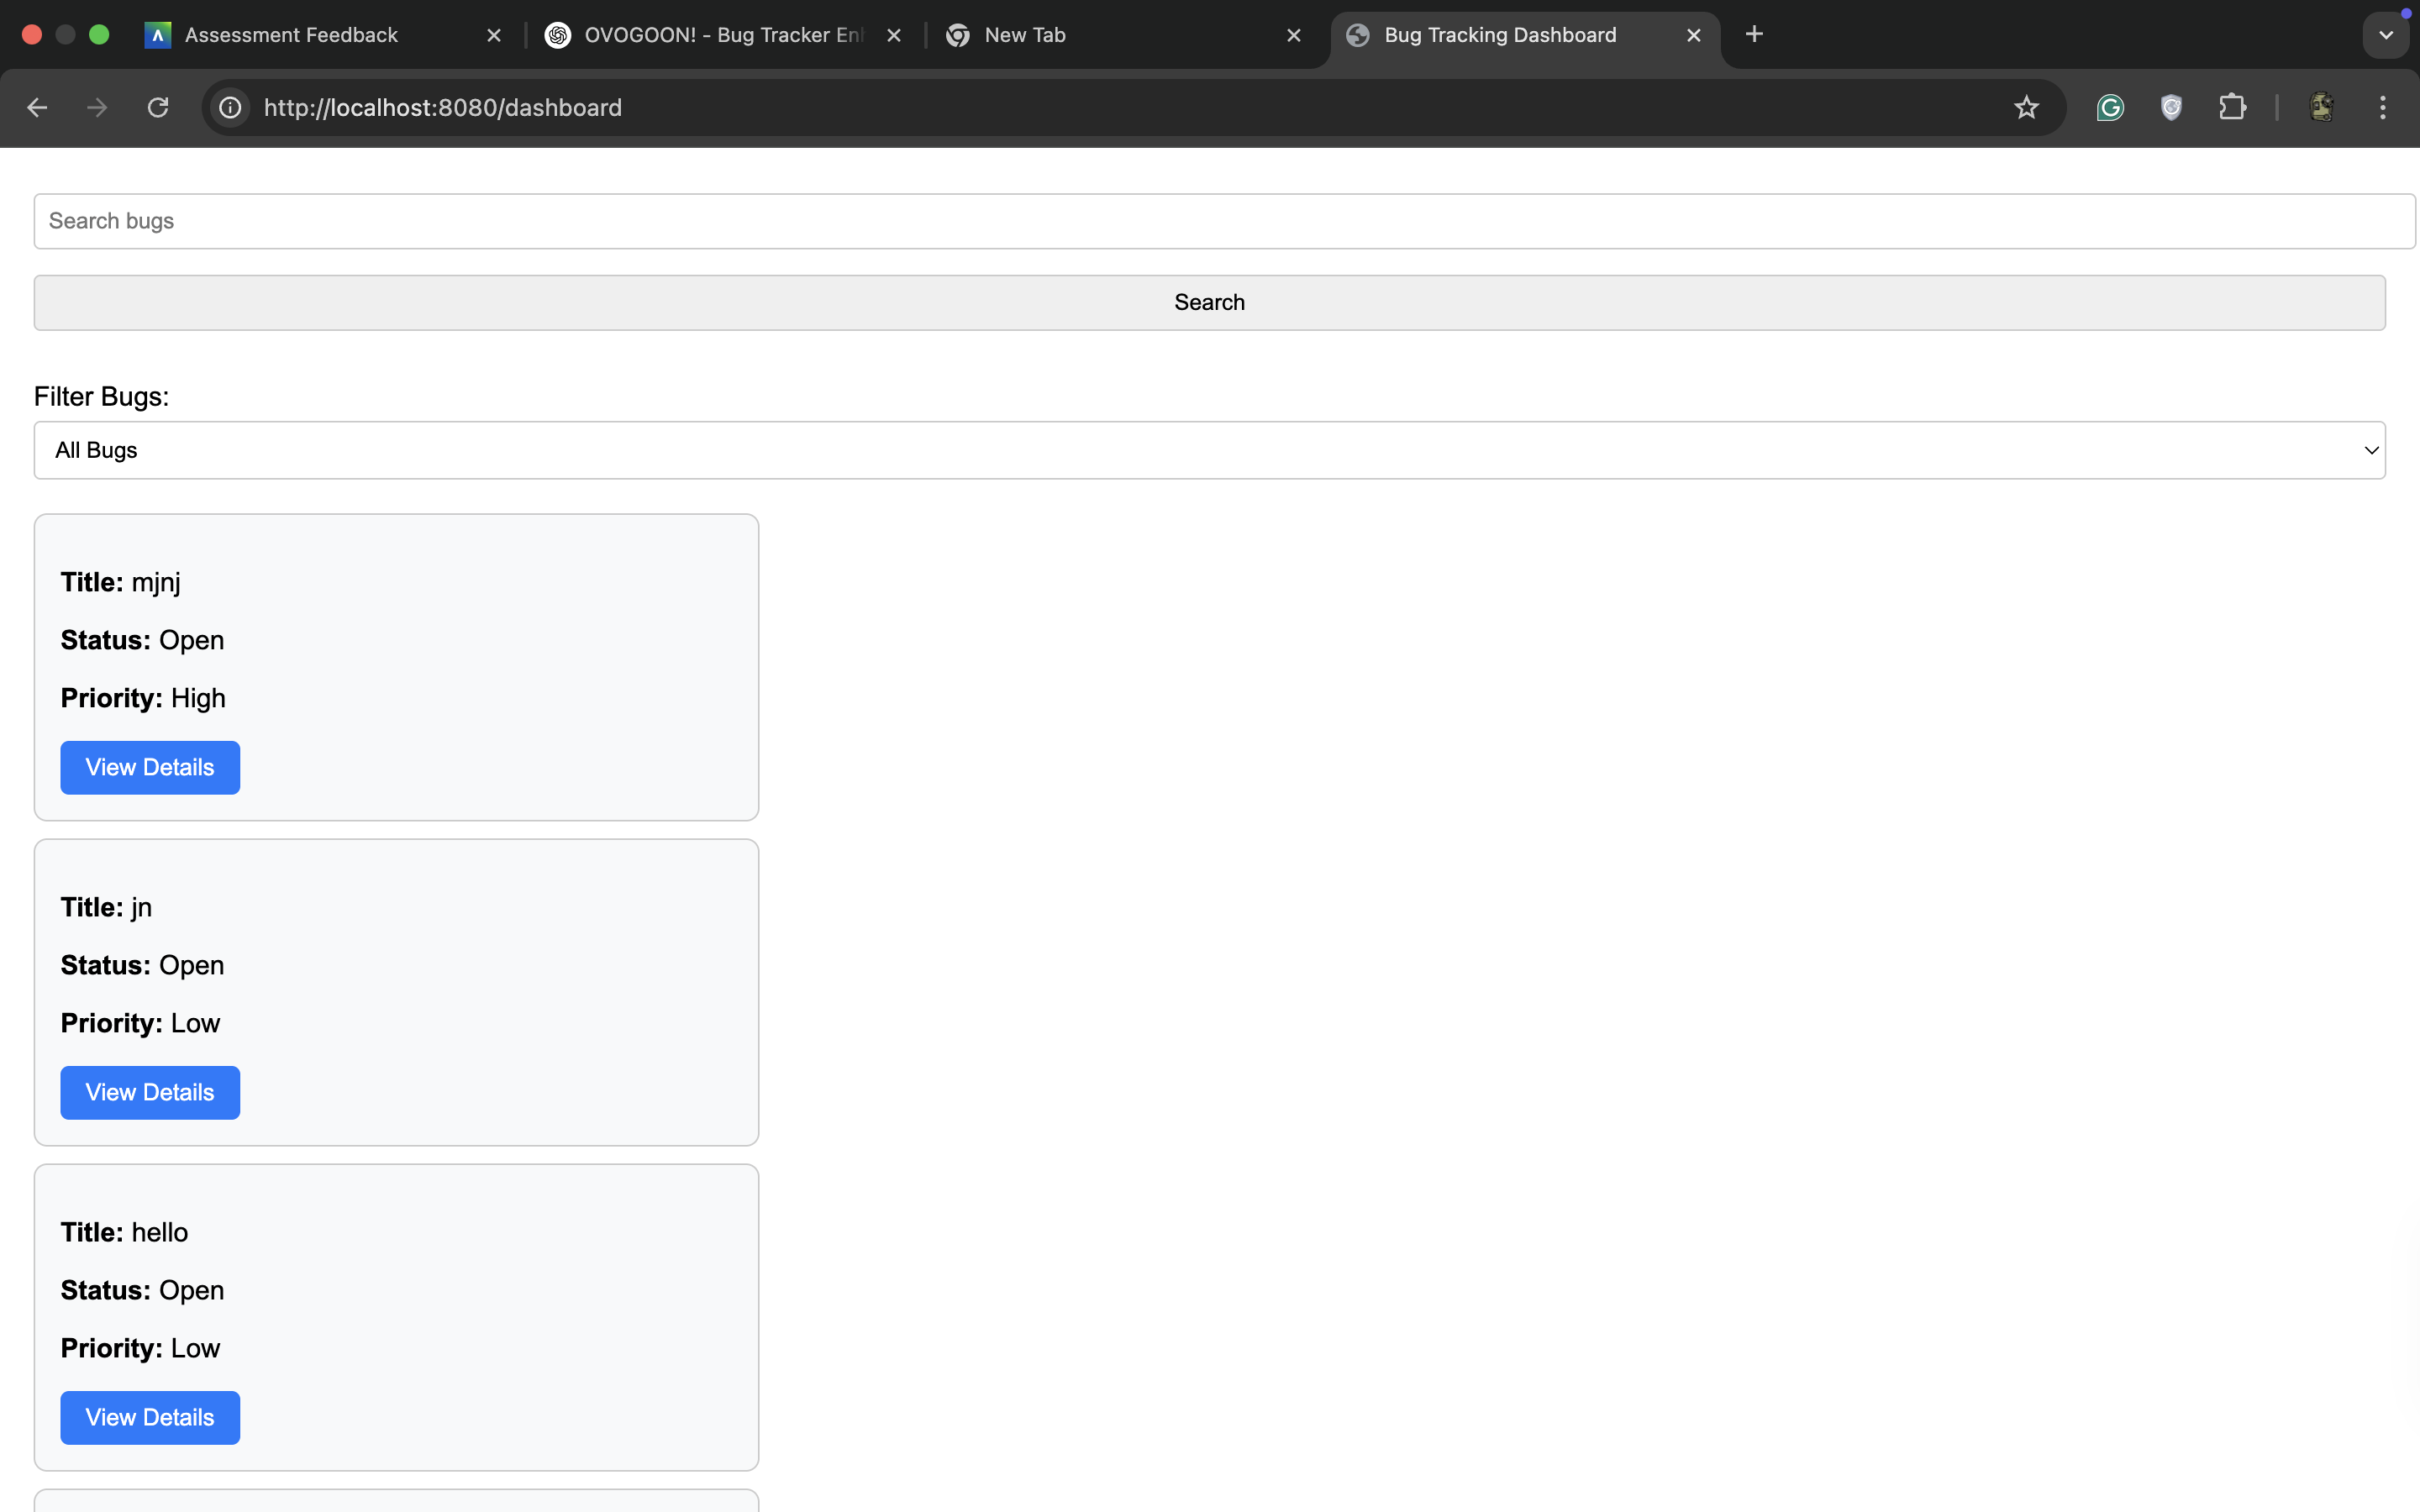 Assessment Feedback
OVOGOON! - Bug Tracker Enh
New Tab
Bug Tracking Dashboard
http://localhost:8080/dashboard
Search bugs
Search
Filter Bugs:
All Bugs
Title: mjnj
Status: Open
Priority: High
View Details
Title: jn
Status: Open
Priority: Low
View Details
Title: hello
Status: Open
Priority: Low
View Details